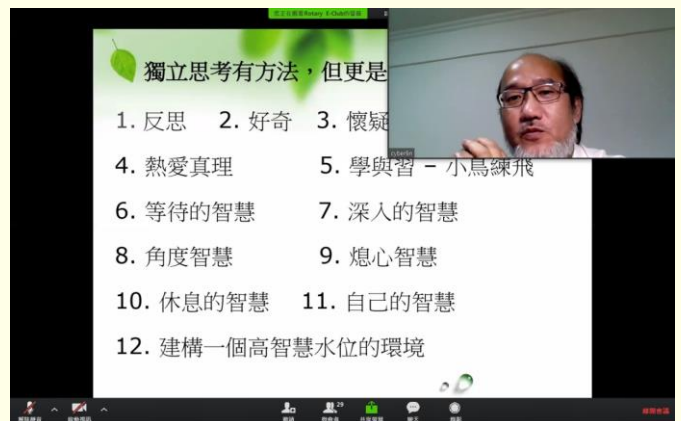 獨立思考有方法，但更是
1. 反思 2. 好奇 3. 懷疑
4. 熱愛真理 5. 學與習 – 小鳥練飛
6. 等待的智慧 7. 深入的智慧
8. 角度智慧 9. 熄心智慧
10. 休息的智慧 11. 自己的智慧
12. 建構一個高智慧水位的環境
cyberlin
29